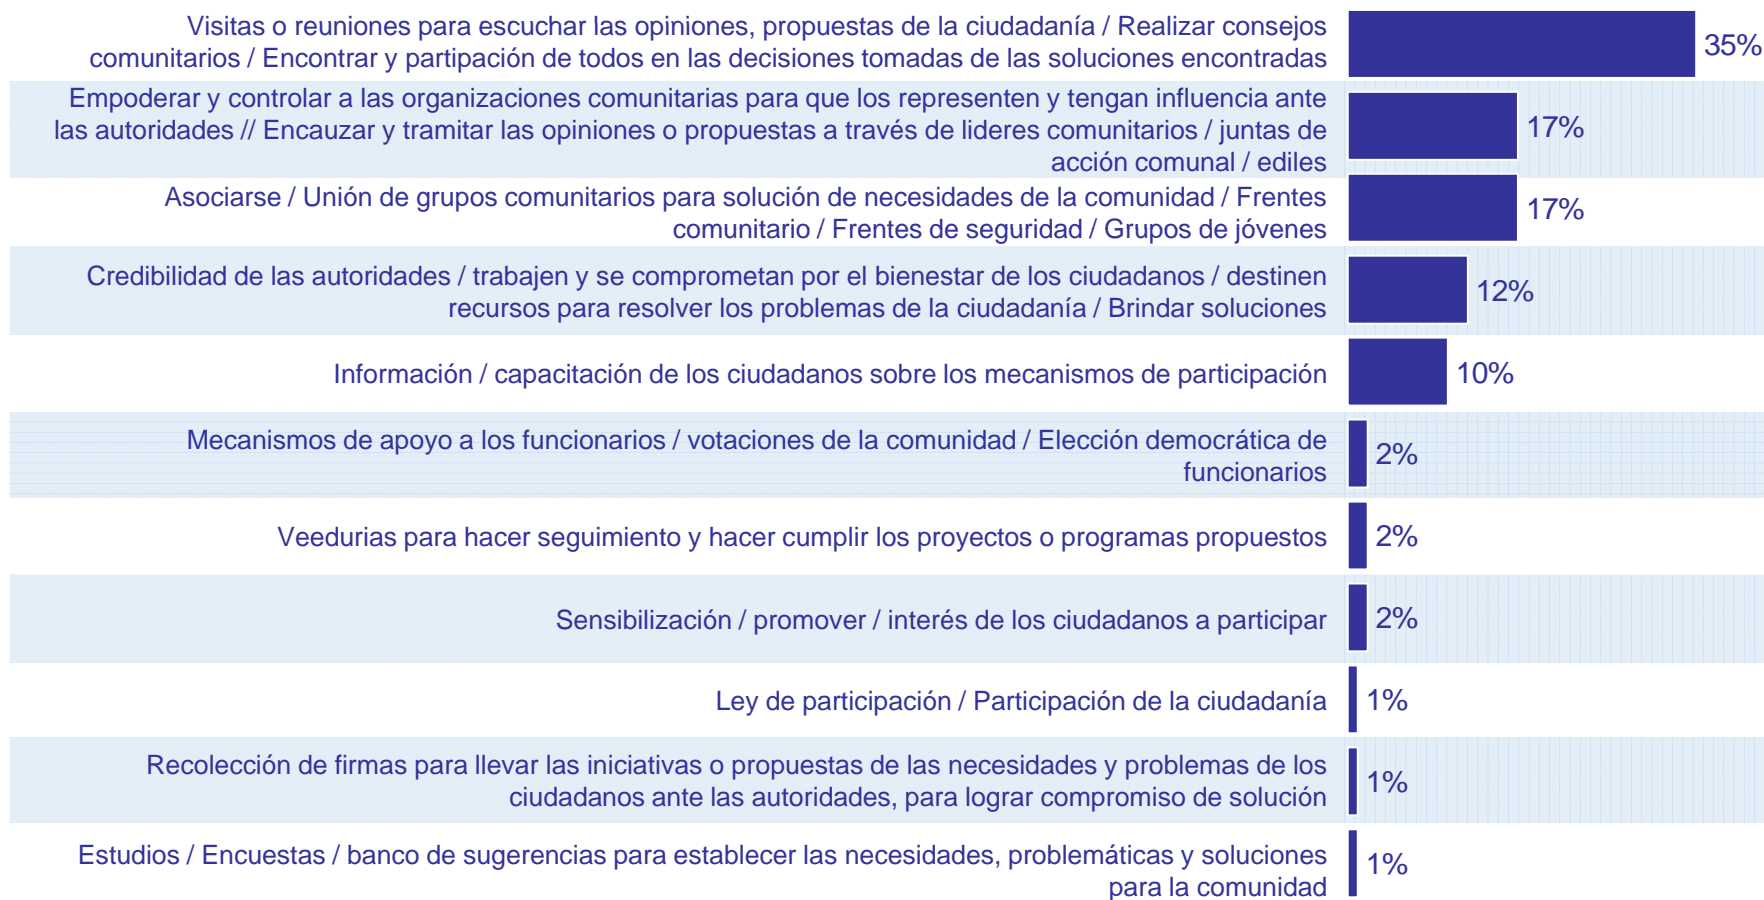 Visitas o reuniones para escuchar las opiniones, propuestas de la ciudadanía / Realizar consejos
comunitarios / Encontrar y partipación de todos en las decisiones tomadas de las soluciones encontradas
35%
Empoderar y controlar a las organizaciones comunitarias para que los representen y tengan influencia ante
las autoridades // Encauzar y tramitar las opiniones o propuestas a través de lideres comunitarios / juntas de
acción comunal / ediles
17%
Asociarse / Unión de grupos comunitarios para solución de necesidades de la comunidad / Frentes
comunitario / Frentes de seguridad / Grupos de jóvenes
17%
Credibilidad de las autoridades / trabajen y se comprometan por el bienestar de los ciudadanos / destinen
recursos para resolver los problemas de la ciudadanía / Brindar soluciones
12%
Información / capacitación de los ciudadanos sobre los mecanismos de participación
10%
Mecanismos de apoyo a los funcionarios / votaciones de la comunidad / Elección democrática de
funcionarios
2%
Veedurias para hacer seguimiento y hacer cumplir los proyectos o programas propuestos
2%
Sensibilización / promover / interés de los ciudadanos a participar
2%
Ley de participación / Participación de la ciudadanía
1%
Recolección de firmas para llevar las iniciativas o propuestas de las necesidades y problemas de los
ciudadanos ante las autoridades, para lograr compromiso de solución
1%
Estudios / Encuestas / banco de sugerencias para establecer las necesidades, problemáticas y soluciones
para la comunidad
1%